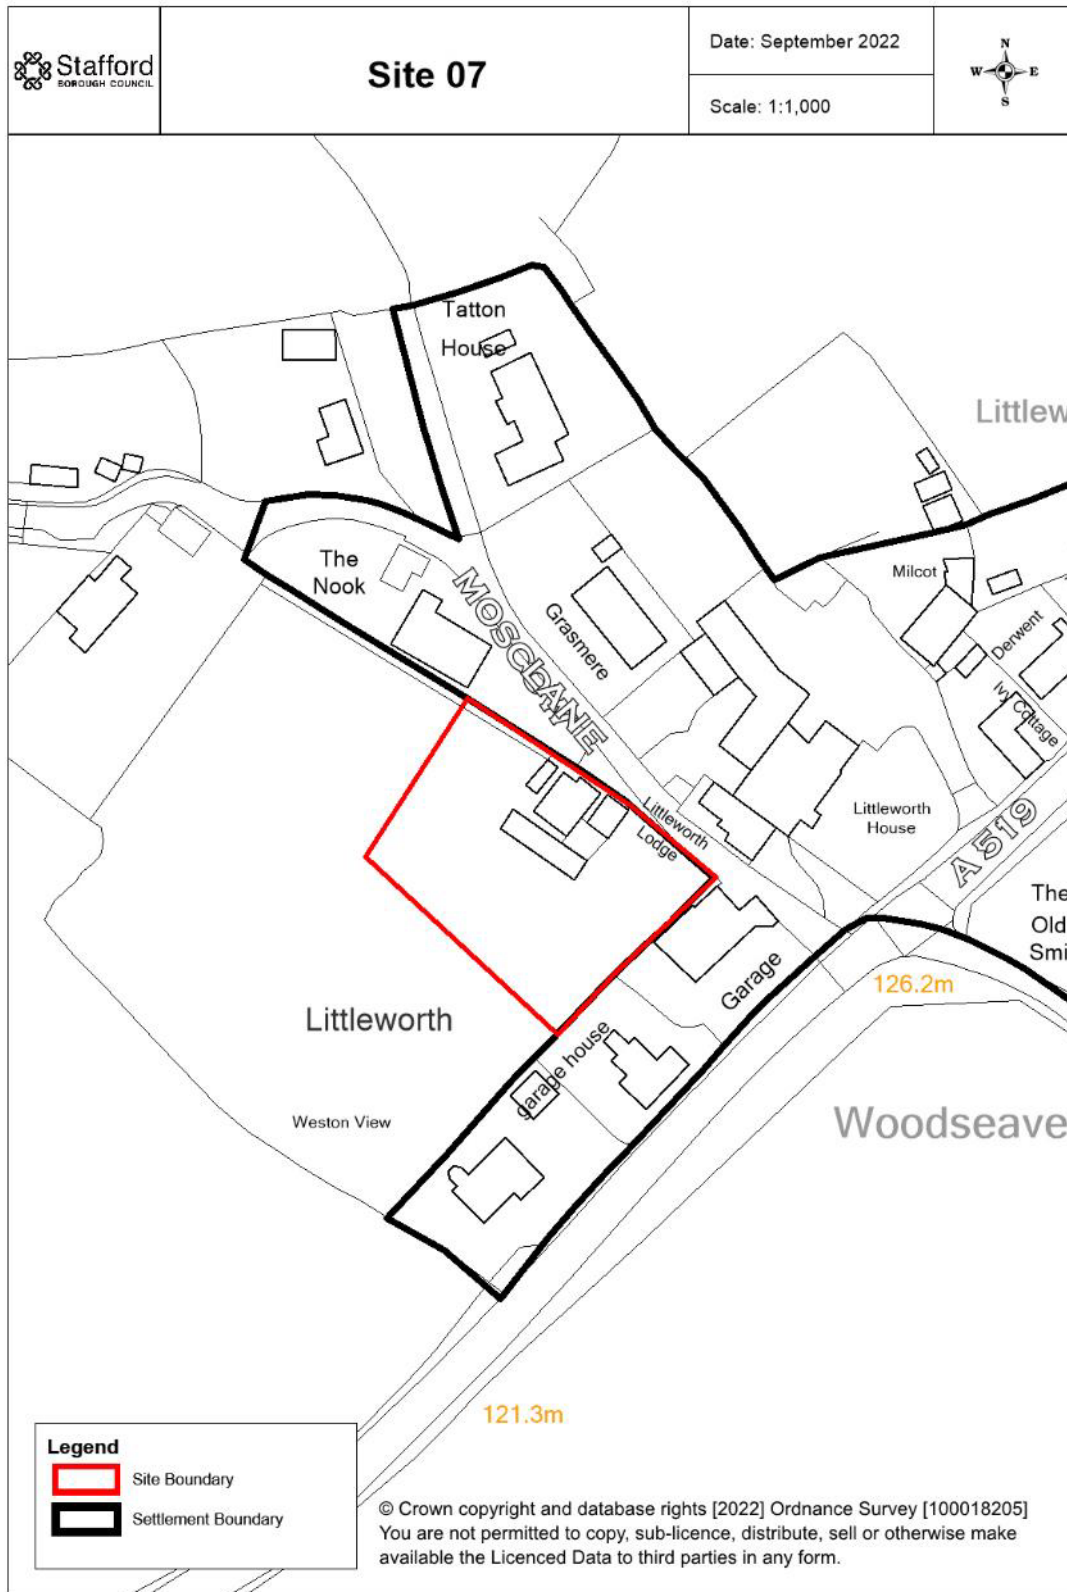 Stafford
BOROUGH COUNCIL
Site 07
Date: September 2022
Scale: 1:1,000
N
W E
S
Tatton
House
Littlew
The
Nook
MOSS LANE
Grasmere
Milcot
Derwent
Ivy Cottage
Littleworth
Lodge
Littleworth
House
A 519
The
Old
Smi
Garage
126.2m
garage house
Littleworth
Weston View
Woodseave
121.3m
Legend
Site Boundary
Settlement Boundary
© Crown copyright and database rights [2022] Ordnance Survey [100018205]
You are not permitted to copy, sub-licence, distribute, sell or otherwise make
available the Licenced Data to third parties in any form.